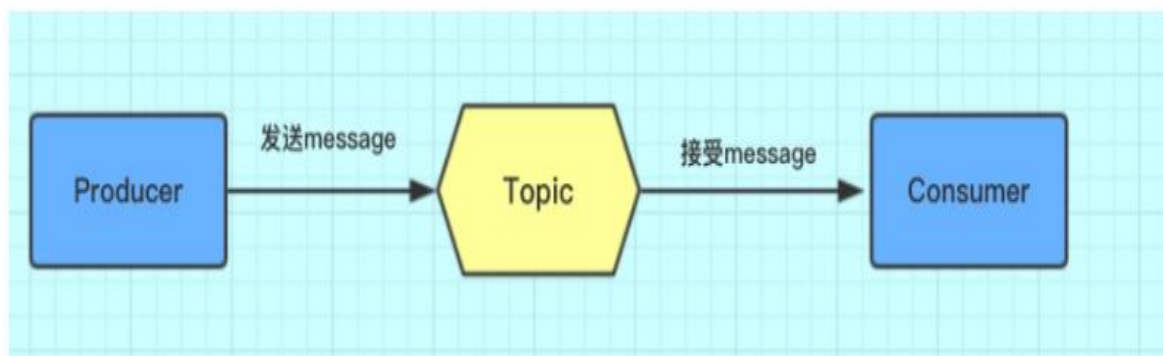 Producer
发送message
Topic
接受message
Consumer